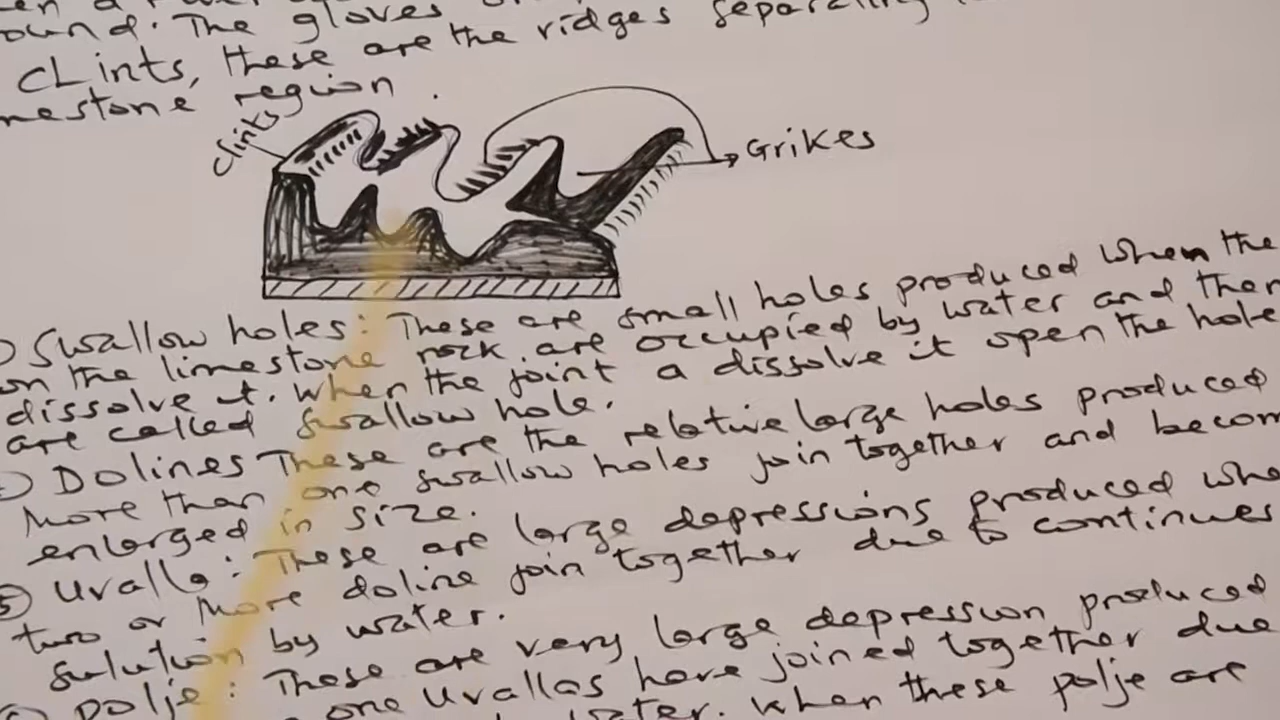 ound. The gloves
CLints, these are the ridges separating
mestone region.
Clints
Grikes
Swallow holes: These are small holes produced when the
on the limestone rock are occupied by water and then
dissolve it. When the joint a dissolve it open the hole
are called swallow hole.
Dolines These are the relative large holes produced
More than one swallow holes join together and becom
enlarged in size.
5) Uvalla: These are large depressions produced whe
two or more doline join together due to continues
solution by water.
polje: These are very large depression produced
one Uvallas have joined together due
water. When these polje are